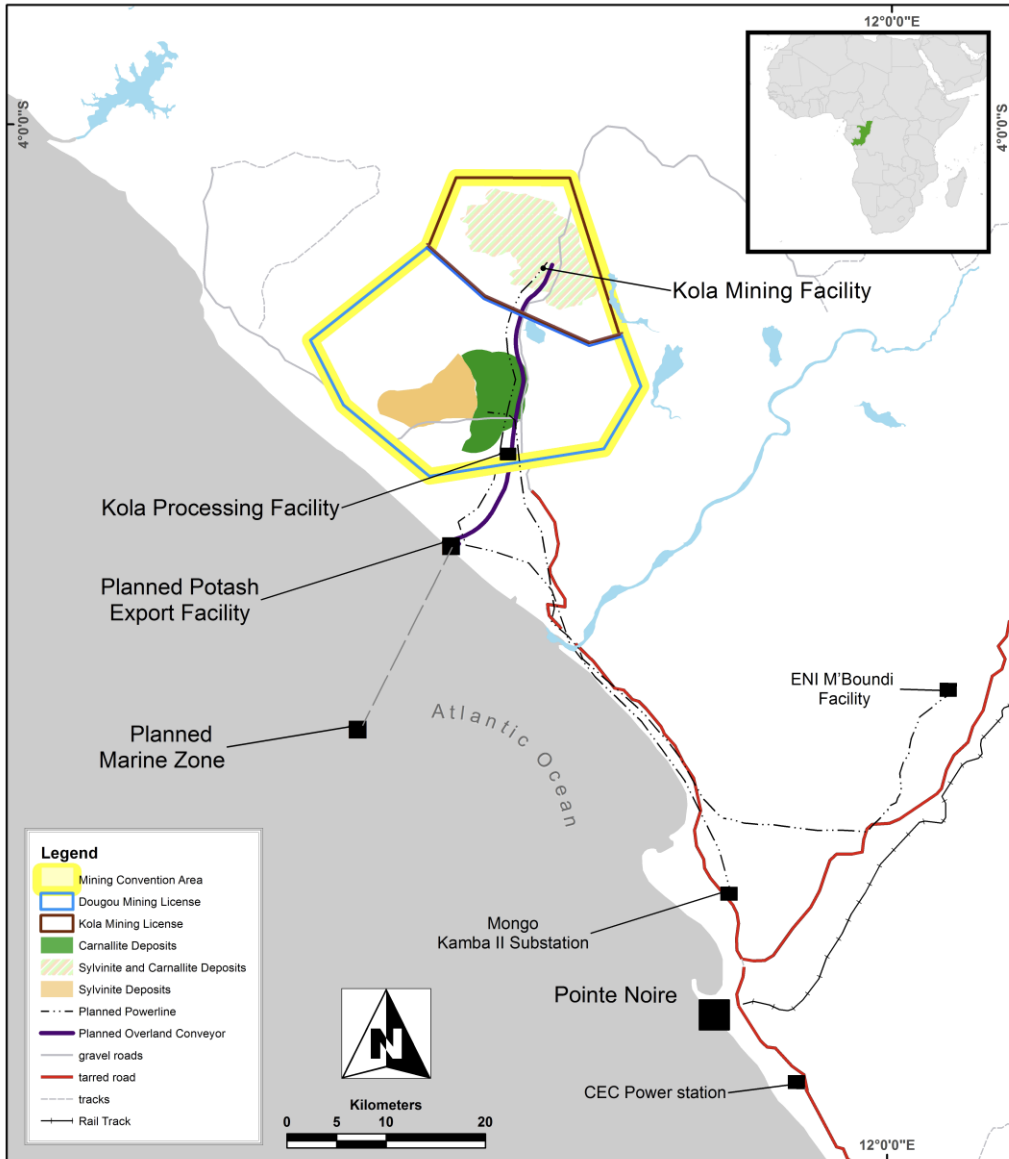 12°0'0"E
4°0'0"S
4°0'0"S
Kola Mining Facility
Kola Processing Facility
Planned Potash
Export Facility
ENI M'Boundi
Facility
Planned
Marine Zone
Atlantic Ocean
Legend
Mining Convention Area
Dougou Mining License
Kola Mining License
Carnallite Deposits
Sylvinite and Carnallite Deposits
Sylvinite Deposits
Planned Powerline
Planned Overland Conveyor
gravel roads
tarred road
tracks
Rail Track
Mongo
Kamba II Substation
Pointe Noire
N
CEC Power station
Kilometers
0 5 10 20
12°0'0"E